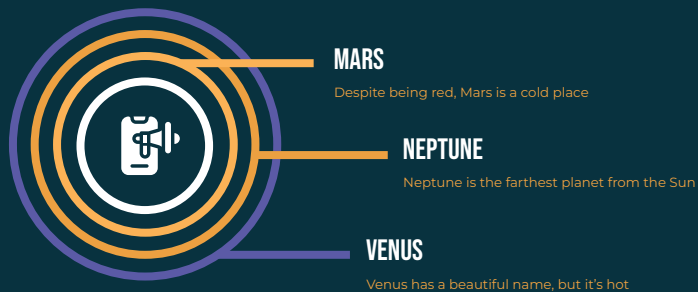 MARS
Despite being red, Mars is a cold place
NEPTUNE
Neptune is the farthest planet from the Sun
VENUS
Venus has a beautiful name, but it's hot